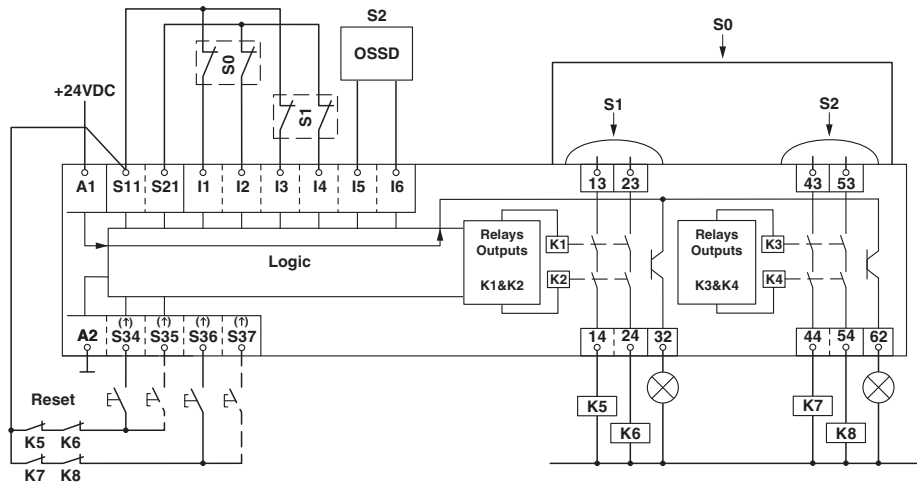 S2
S0
OSSD
S0
S1
S2
+24VDC
S1
A1 S11 S21 I1 I2 I3 I4 I5 I6
13 23
43 53
Relays
Outputs
K1&K2
K1
K2
Relays
Outputs
K3&K4
K3
K4
Logic
(↑) (↑) (↑) (↑)
A2 S34 S35 S36 S37
14 24 32
44 54 62
Reset
K5 K6
K7 K8
K5
K6
K7
K8